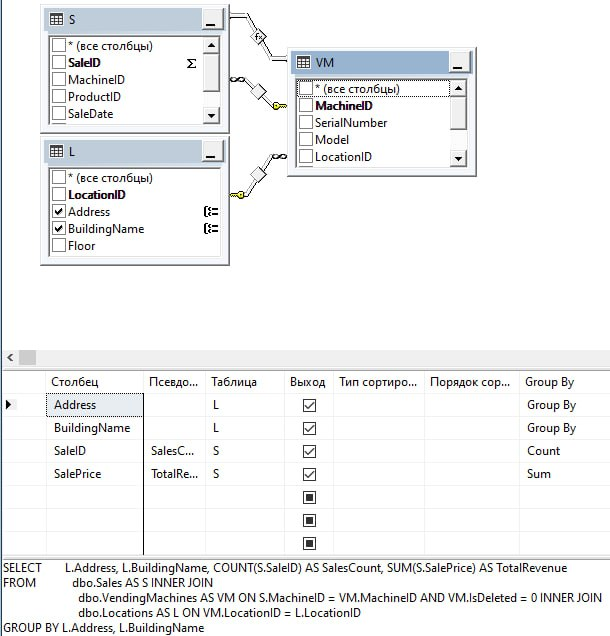 S
* (все столбцы)
SaleID Σ
MachineID
ProductID
SaleDate
fx
VM
* (все столбцы)
MachineID
SerialNumber
Model
LocationID
L
* (все столбцы)
LocationID
Address
BuildingName
Floor
Столбец Псевдо... Таблица Выход Тип сортиро... Порядок сор... Group By
Address L Group By
BuildingName L Group By
SaleID SalesC... S Count
SalePrice TotalRe... S Sum
SELECT L.Address, L.BuildingName, COUNT(S.SaleID) AS SalesCount, SUM(S.SalePrice) AS TotalRevenue
FROM dbo.Sales AS S INNER JOIN
dbo.VendingMachines AS VM ON S.MachineID = VM.MachineID AND VM.IsDeleted = 0 INNER JOIN
dbo.Locations AS L ON VM.LocationID = L.LocationID
GROUP BY L.Address, L.BuildingName